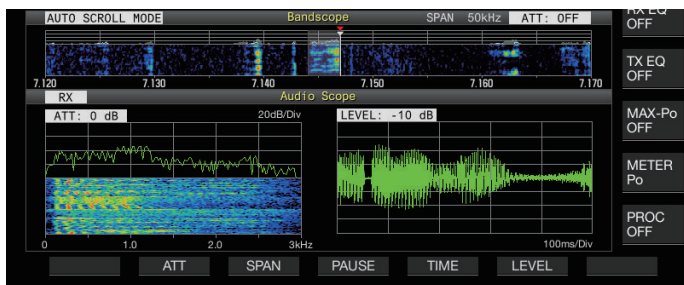 AUTO SCROLL MODE Bandscope SPAN 50kHz ATT: OFF
7.120 7.130 7.140 7.150 7.160 7.170
RX Audio Scope
ATT: 0 dB 20dB/Div LEVEL: -10 dB
0 1.0 2.0 3kHz 100ms/Div
ATT SPAN PAUSE TIME LEVEL
RX EQ
OFF
TX EQ
OFF
MAX-Po
OFF
METER
Po
PROC
OFF